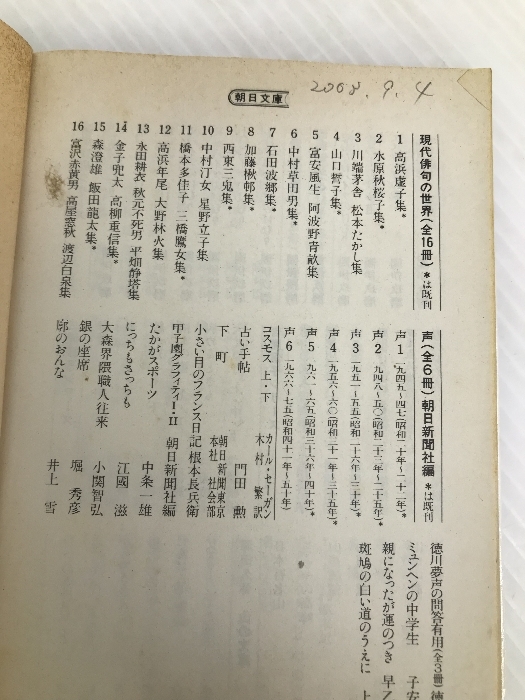 朝日文庫
2008.9.4
現代俳句の世界(全16冊) *は既刊
1 高浜虚子集*
2 水原秋桜子集*
3 川端茅舎 松本たかし集
4 山口誓子集*
5 富安風生 阿波野青畝集
6 中村草田男集*
7 石田波郷集*
8 加藤楸邨集*
9 西東三鬼集*
10 中村汀女 星野立子集
11 橋本多佳子 三橋鷹女集*
12 高浜年尾 大野林火集
13 永田耕衣 秋元不死男 平畑静塔集
14 金子兜太 高柳重信集*
15 森澄雄 飯田龍太集*
16 富沢赤黄男 高屋窓秋 渡辺白泉集
声(全6冊)朝日新聞社編 *は既刊
声1 一九四五~四七(昭和二十年~二十二年)*
声2 一九四八~五〇(昭和二十三年~二十五年)*
声3 一九五一~五五(昭和二十六年~三十年)*
声4 一九五六~六〇(昭和三十一年~三十五年)*
声5 一九六一~六五(昭和三十六年~四十年)*
声6 一九六六~七五(昭和四十一年~五十年)
コスモス 上・下 カール・セーガン 木村 繁 訳
古い手帖 門田 勲
下町 朝日新聞東京本社 社会部
小さい目のフランス日記 根本長兵衛
甲子園グラフィティ I・II 朝日新聞社編
たかがスポーツ 中条一雄
にっちもさっちも 江國 滋
大森界隈職人往来 小関智弘
銀の座席 堀 秀彦
廓のおんな 井上 雪
徳川夢声の問答有用(全3冊) 徳
ミュンヘンの中学生 子安
親になったが運のつき 早乙
斑鳩の白い道のうえに 上